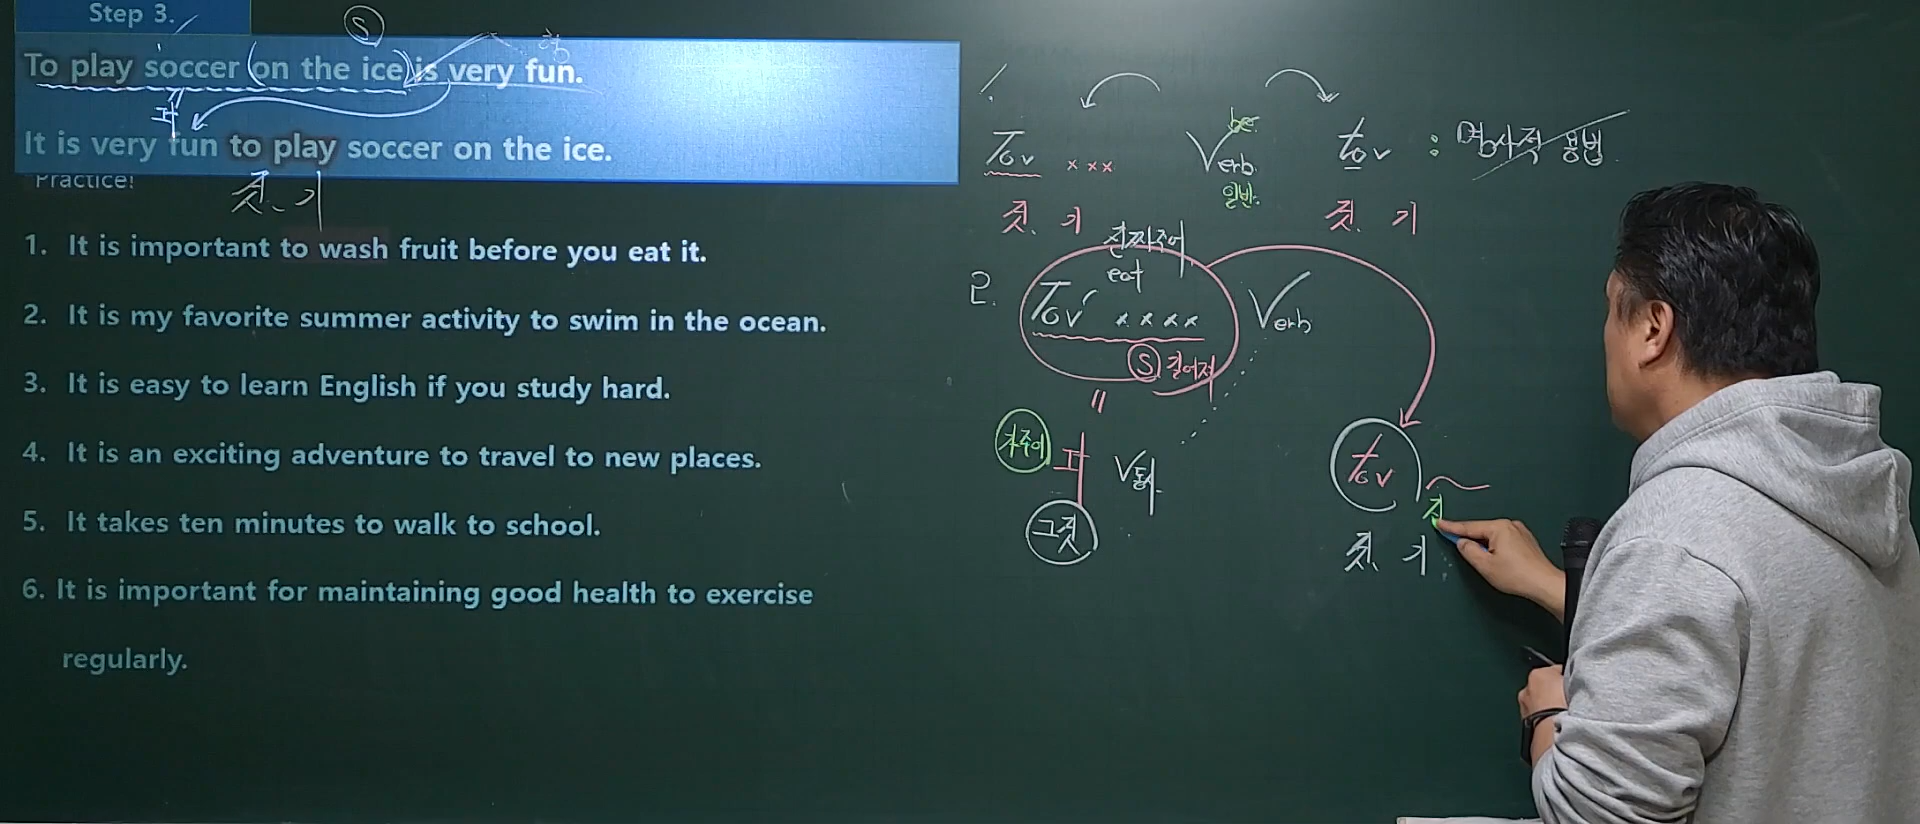 Step 3.
S
To play soccer (on the ice) is very fun.
It is very fun to play soccer on the ice.
Practice!
것, 기
1. It is important to wash fruit before you eat it.
2. It is my favorite summer activity to swim in the ocean.
3. It is easy to learn English if you study hard.
4. It is an exciting adventure to travel to new places.
5. It takes ten minutes to walk to school.
6. It is important for maintaining good health to exercise
regularly.
1.
To v ××× Verb be 일반. to v : 명사적 용법
것, 기 것, 기
진짜주어
eat
2. To v ×××× Verb
S 길어져
=
가주어 V동사
그것
to v ~
진
것, 기